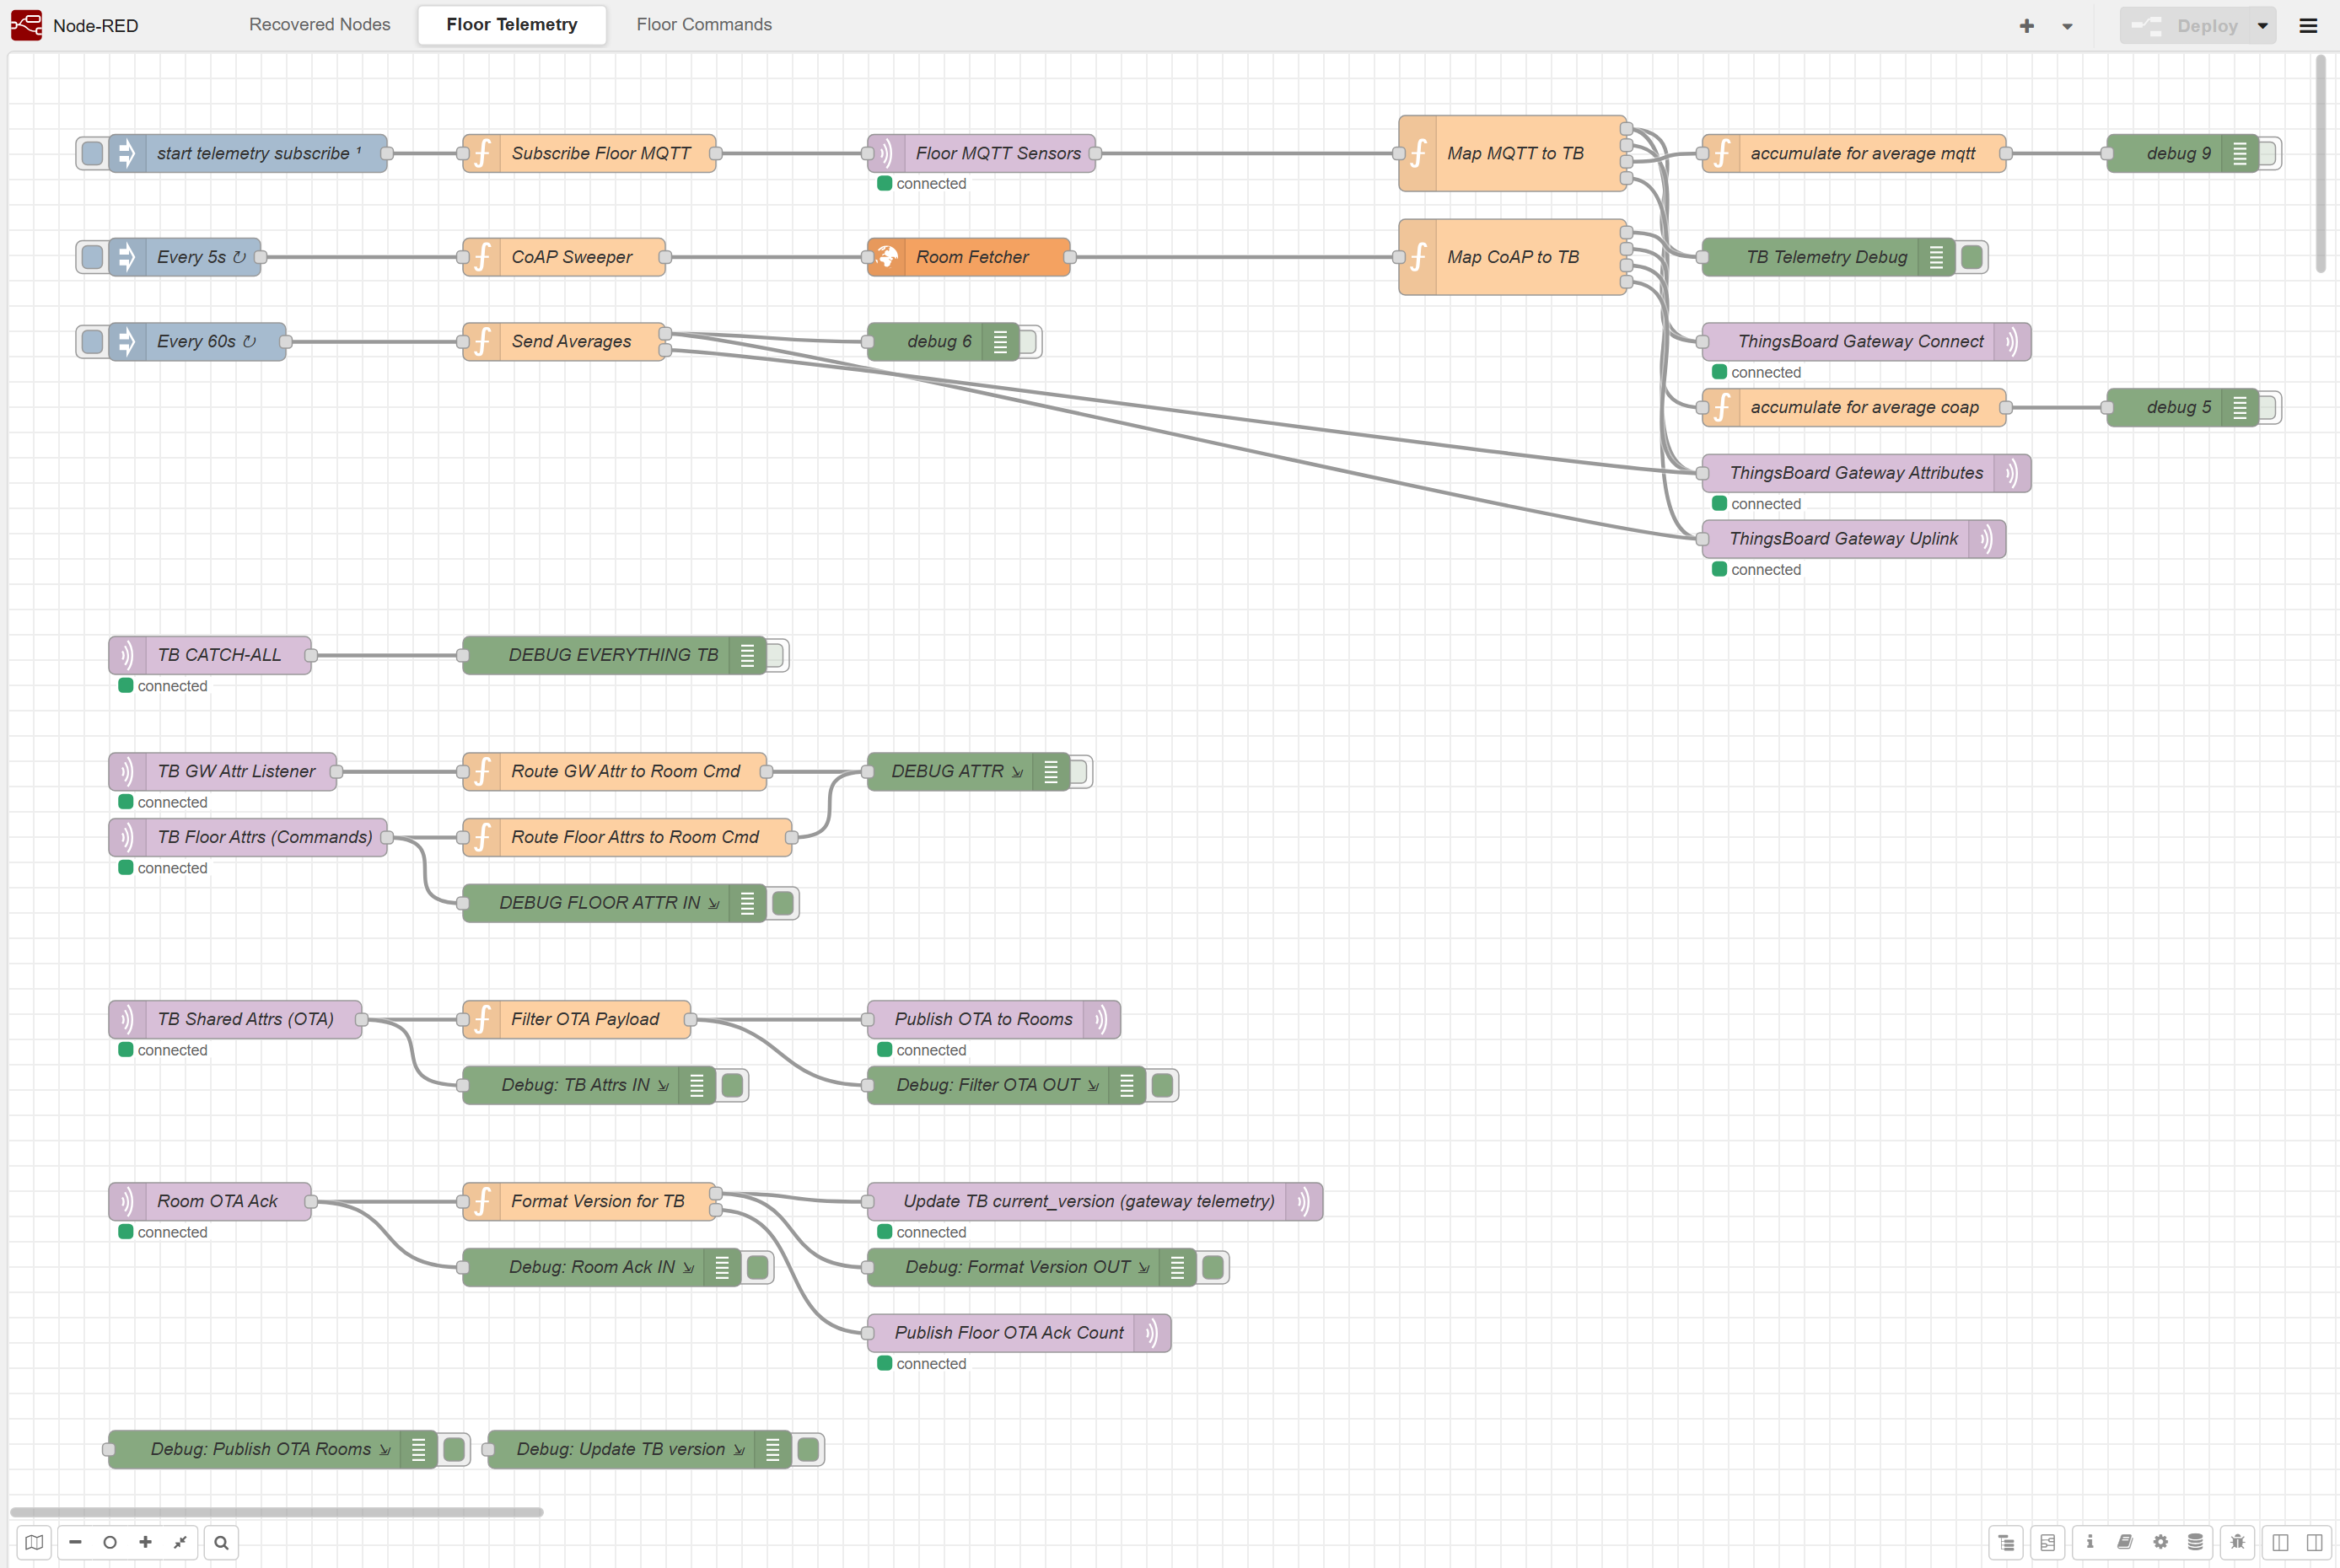 Node-RED
Recovered Nodes
Floor Telemetry
Floor Commands
Deploy
start telemetry subscribe ¹
Subscribe Floor MQTT
Floor MQTT Sensors
connected
Map MQTT to TB
accumulate for average mqtt
debug 9
Every 5s ↻
CoAP Sweeper
Room Fetcher
Map CoAP to TB
TB Telemetry Debug
Every 60s ↻
Send Averages
debug 6
ThingsBoard Gateway Connect
connected
accumulate for average coap
debug 5
ThingsBoard Gateway Attributes
connected
ThingsBoard Gateway Uplink
connected
TB CATCH-ALL
connected
DEBUG EVERYTHING TB
TB GW Attr Listener
connected
Route GW Attr to Room Cmd
DEBUG ATTR ⇲
TB Floor Attrs (Commands)
connected
Route Floor Attrs to Room Cmd
DEBUG FLOOR ATTR IN ⇲
TB Shared Attrs (OTA)
connected
Filter OTA Payload
Publish OTA to Rooms
connected
Debug: TB Attrs IN ⇲
Debug: Filter OTA OUT ⇲
Room OTA Ack
connected
Format Version for TB
Update TB current_version (gateway telemetry)
connected
Debug: Room Ack IN ⇲
Debug: Format Version OUT ⇲
Publish Floor OTA Ack Count
connected
Debug: Publish OTA Rooms ⇲
Debug: Update TB version ⇲